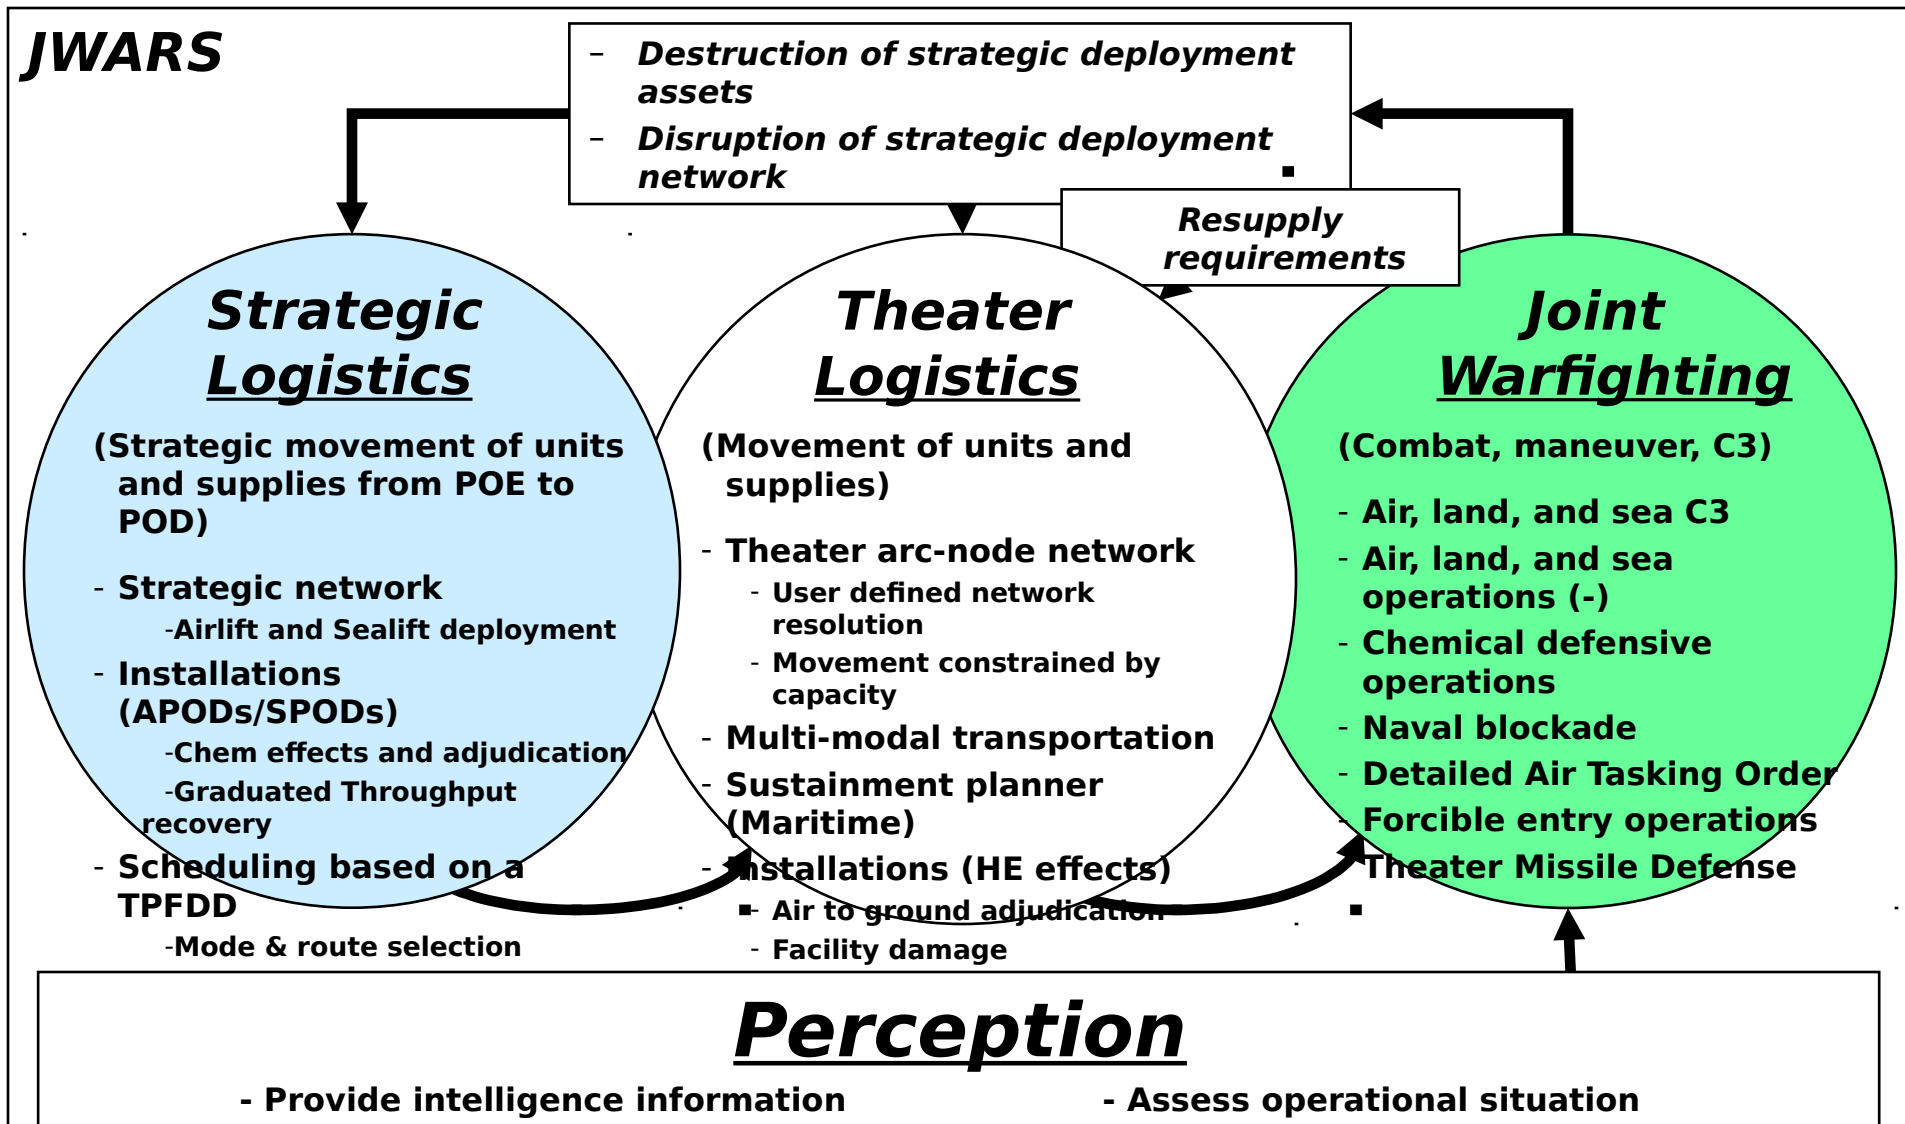 JWARS
– Destruction of strategic deployment
assets
– Disruption of strategic deployment
network
Resupply
requirements
Strategic
Logistics
(Strategic movement of units
and supplies from POE to
POD)
- Strategic network
-Airlift and Sealift deployment
- Installations
(APODs/SPODs)
-Chem effects and adjudication
-Graduated Throughput
recovery
- Scheduling based on a
TPFDD
-Mode & route selection
Theater
Logistics
(Movement of units and
supplies)
- Theater arc-node network
- User defined network
resolution
- Movement constrained by
capacity
- Multi-modal transportation
- Sustainment planner
(Maritime)
- Installations (HE effects)
- Air to ground adjudication
- Facility damage
Joint
Warfighting
(Combat, maneuver, C3)
- Air, land, and sea C3
- Air, land, and sea
operations (-)
- Chemical defensive
operations
- Naval blockade
- Detailed Air Tasking Order
- Forcible entry operations
- Theater Missile Defense
Perception
- Provide intelligence information
- Assess operational situation